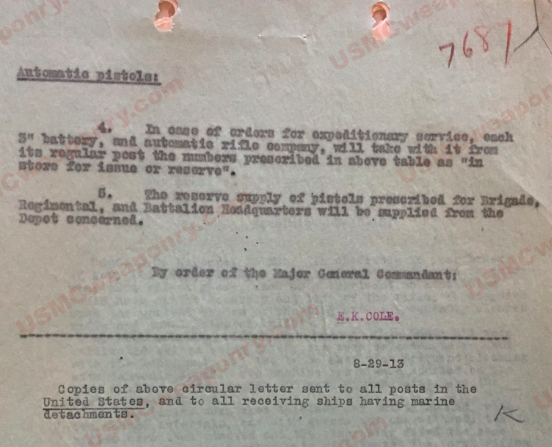 7681
Automatic pistols:
4. In case of orders for expeditionary service, each
3" battery, and automatic rifle company, will take with it from
its regular post the numbers prescribed in above table as "in
store for issue or reserve".
5. The reserve supply of pistols prescribed for Brigade,
Regimental, and Battalion Headquarters will be supplied from the
Depot concerned.
By order of the Major General Commandant:
E.K.COLE.
8-29-13
Copies of above circular letter sent to all posts in the
United States, and to all receiving ships having marine
detachments.
K
USMCweaponry.com